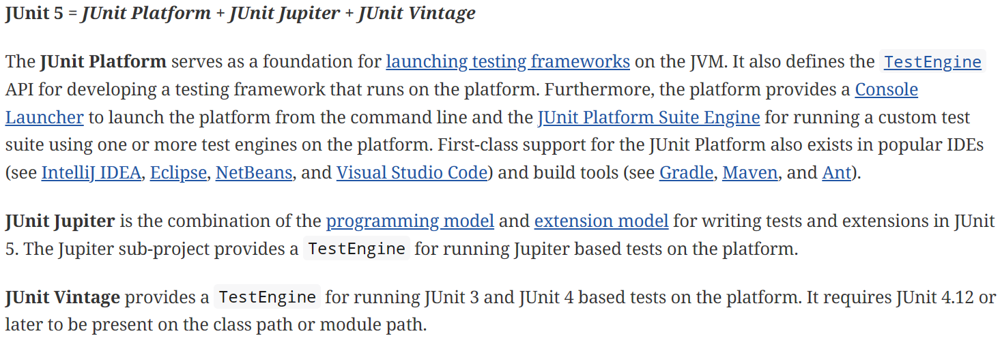 JUnit 5 = JUnit Platform + JUnit Jupiter + JUnit Vintage
The JUnit Platform serves as a foundation for launching testing frameworks on the JVM. It also defines the TestEngine
API for developing a testing framework that runs on the platform. Furthermore, the platform provides a Console
Launcher to launch the platform from the command line and the JUnit Platform Suite Engine for running a custom test
suite using one or more test engines on the platform. First-class support for the JUnit Platform also exists in popular IDEs
(see IntelliJ IDEA, Eclipse, NetBeans, and Visual Studio Code) and build tools (see Gradle, Maven, and Ant).
JUnit Jupiter is the combination of the programming model and extension model for writing tests and extensions in JUnit
5. The Jupiter sub-project provides a TestEngine for running Jupiter based tests on the platform.
JUnit Vintage provides a TestEngine for running JUnit 3 and JUnit 4 based tests on the platform. It requires JUnit 4.12 or
later to be present on the class path or module path.